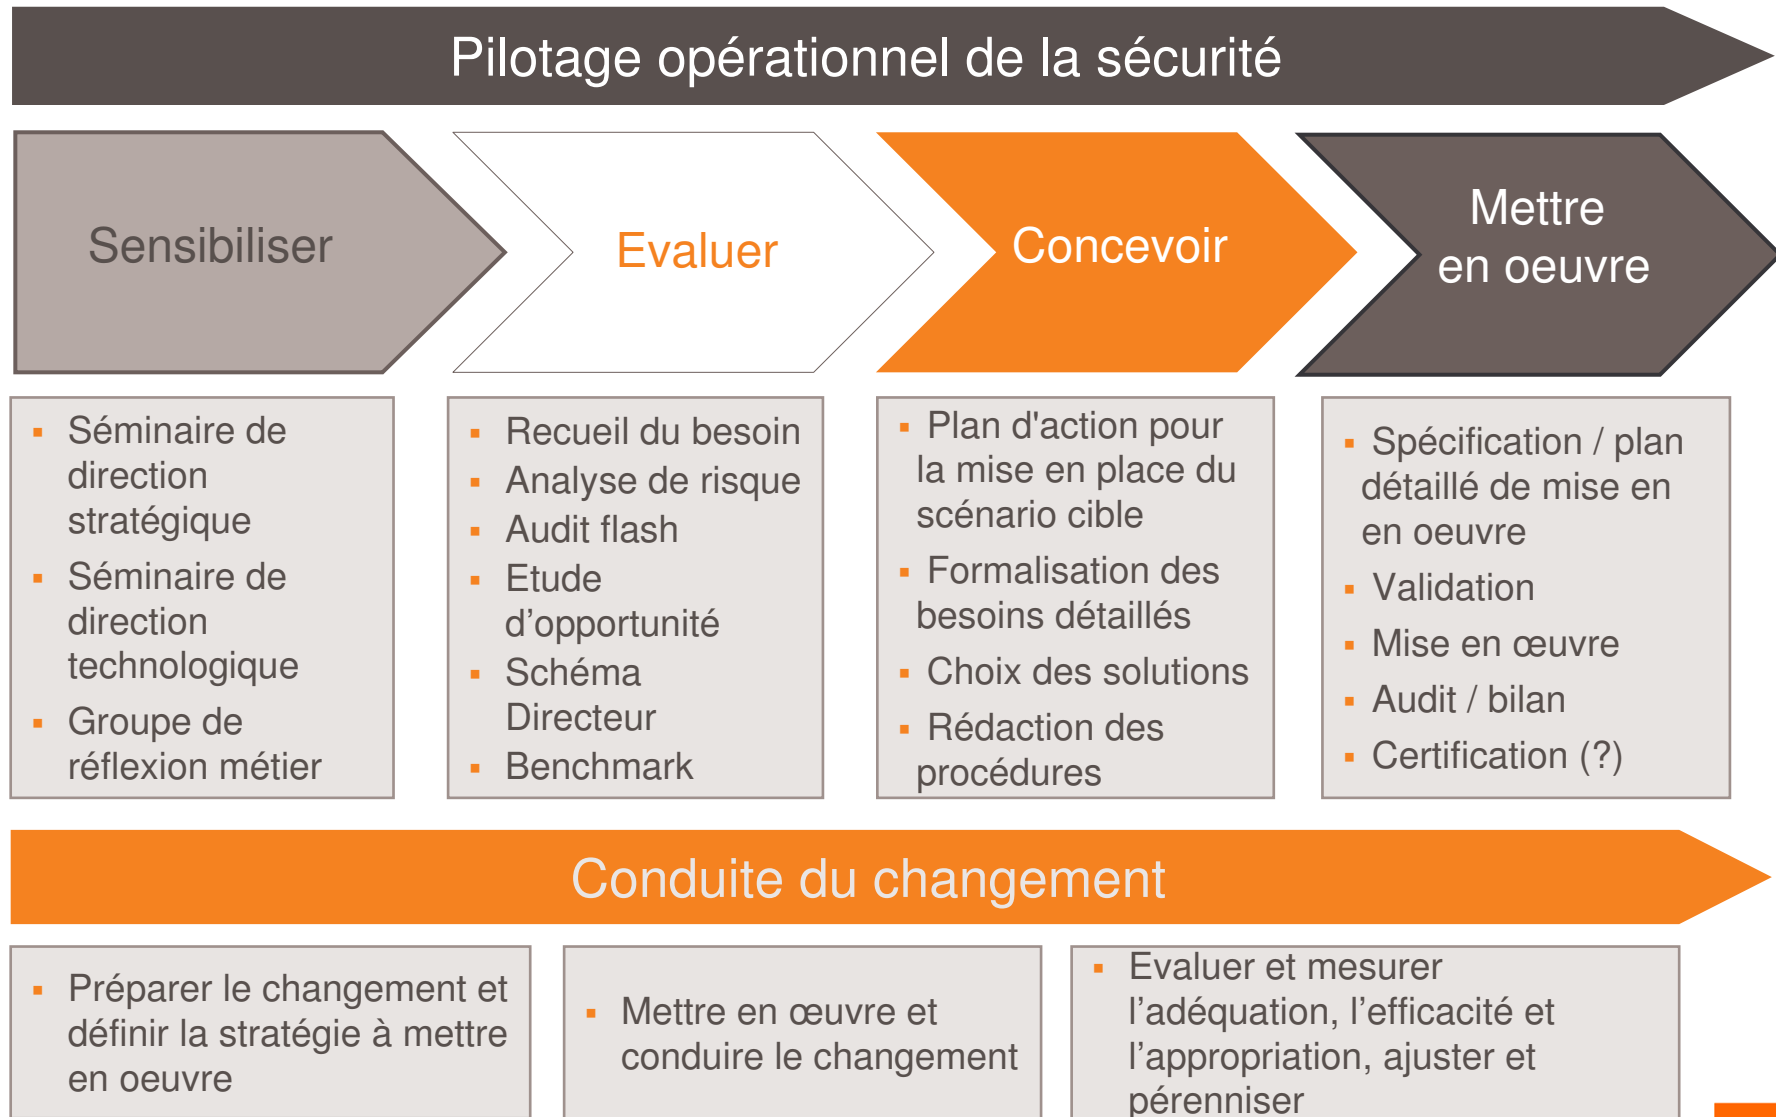 Pilotage opérationnel de la sécurité
Sensibiliser
Evaluer
Concevoir
Mettre
en oeuvre
▪ Séminaire de
direction
stratégique
▪ Séminaire de
direction
technologique
▪ Groupe de
réflexion métier
▪ Recueil du besoin
▪ Analyse de risque
▪ Audit flash
▪ Etude
d’opportunité
▪ Schéma
Directeur
▪ Benchmark
▪ Plan d'action pour
la mise en place du
scénario cible
▪ Formalisation des
besoins détaillés
▪ Choix des solutions
▪ Rédaction des
procédures
▪ Spécification / plan
détaillé de mise en
en oeuvre
▪ Validation
▪ Mise en œuvre
▪ Audit / bilan
▪ Certification (?)
Conduite du changement
▪ Préparer le changement et
définir la stratégie à mettre
en oeuvre
▪ Mettre en œuvre et
conduire le changement
▪ Evaluer et mesurer
l’adéquation, l’efficacité et
l’appropriation, ajuster et
pérenniser